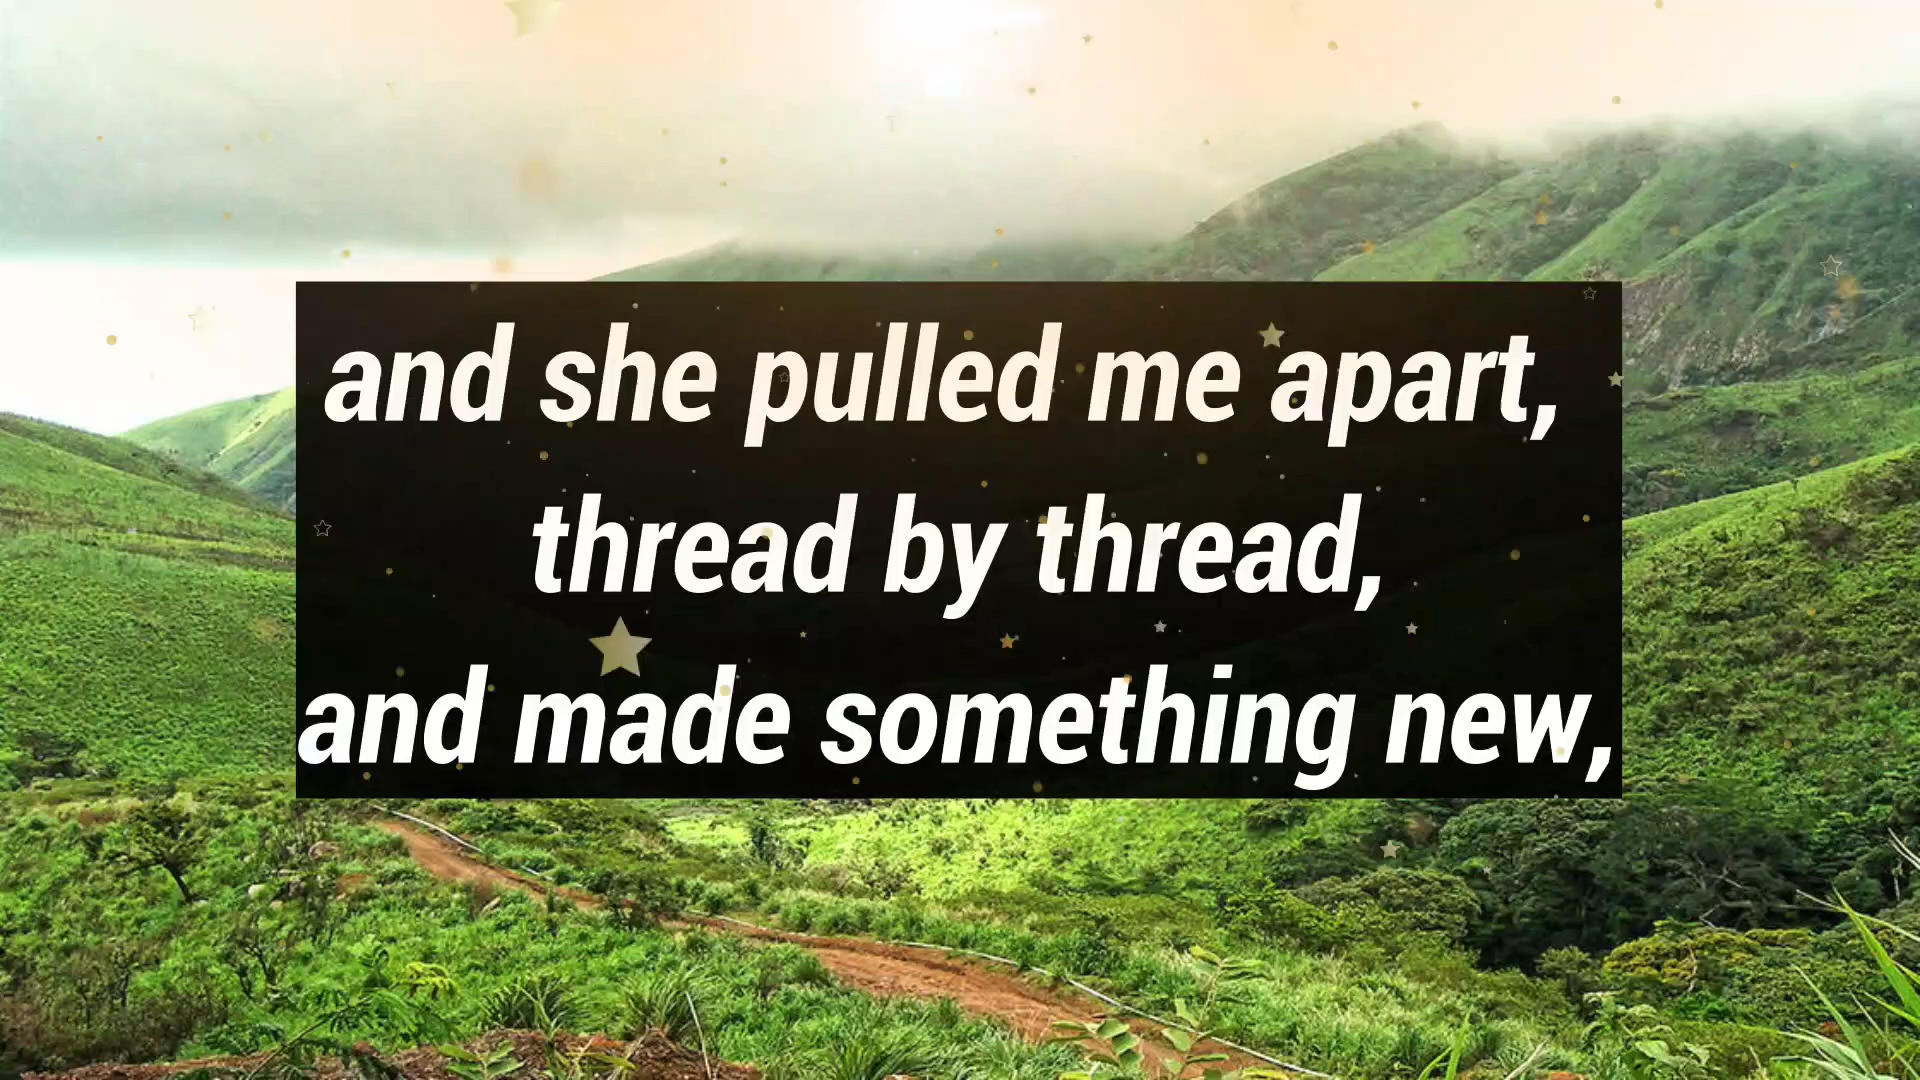 and she pulled me apart,
thread by thread,
and made something new,